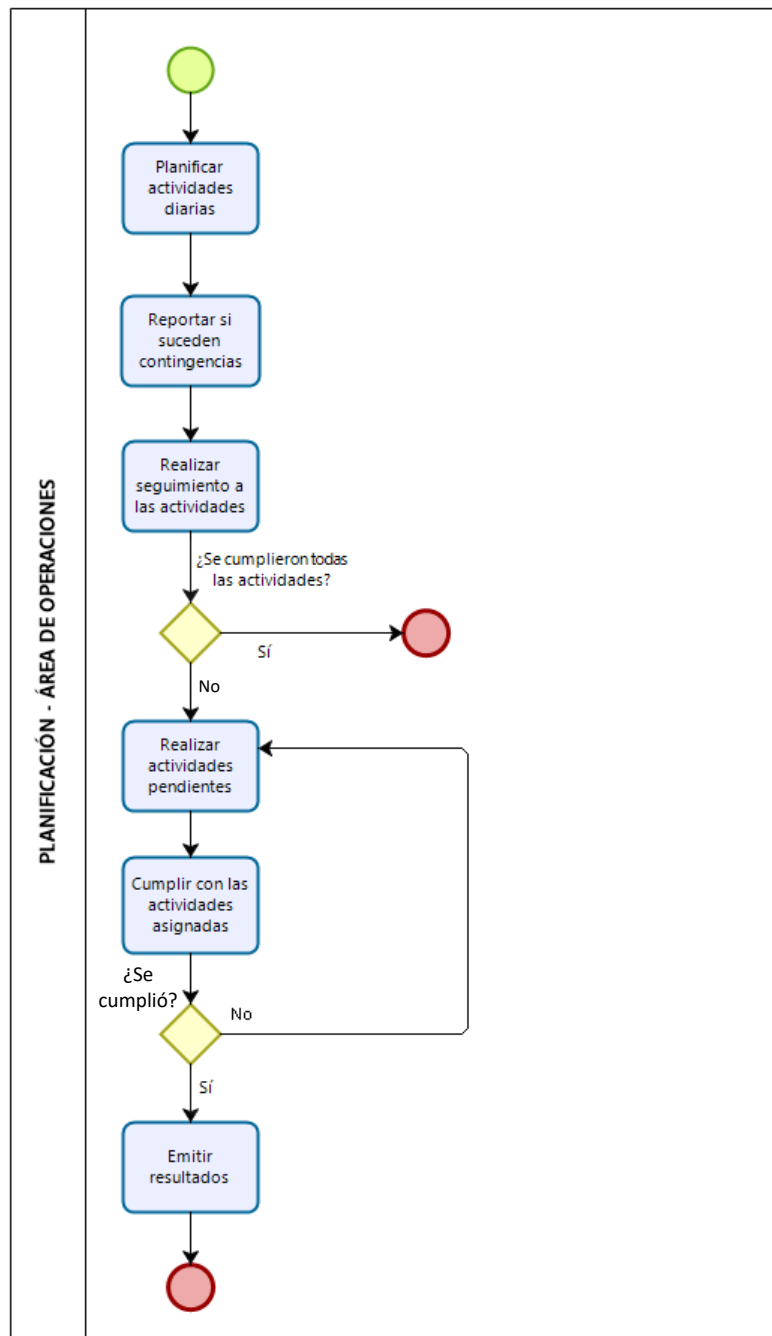 PLANIFICACIÓN - ÁREA DE OPERACIONES
Planificar
actividades
diarias
Reportar si
suceden
contingencias
Realizar
seguimiento a
las actividades
¿Se cumplieron todas
las actividades?
Sí
No
Realizar
actividades
pendientes
Cumplir con las
actividades
asignadas
¿Se
cumplió?
No
Sí
Emitir
resultados